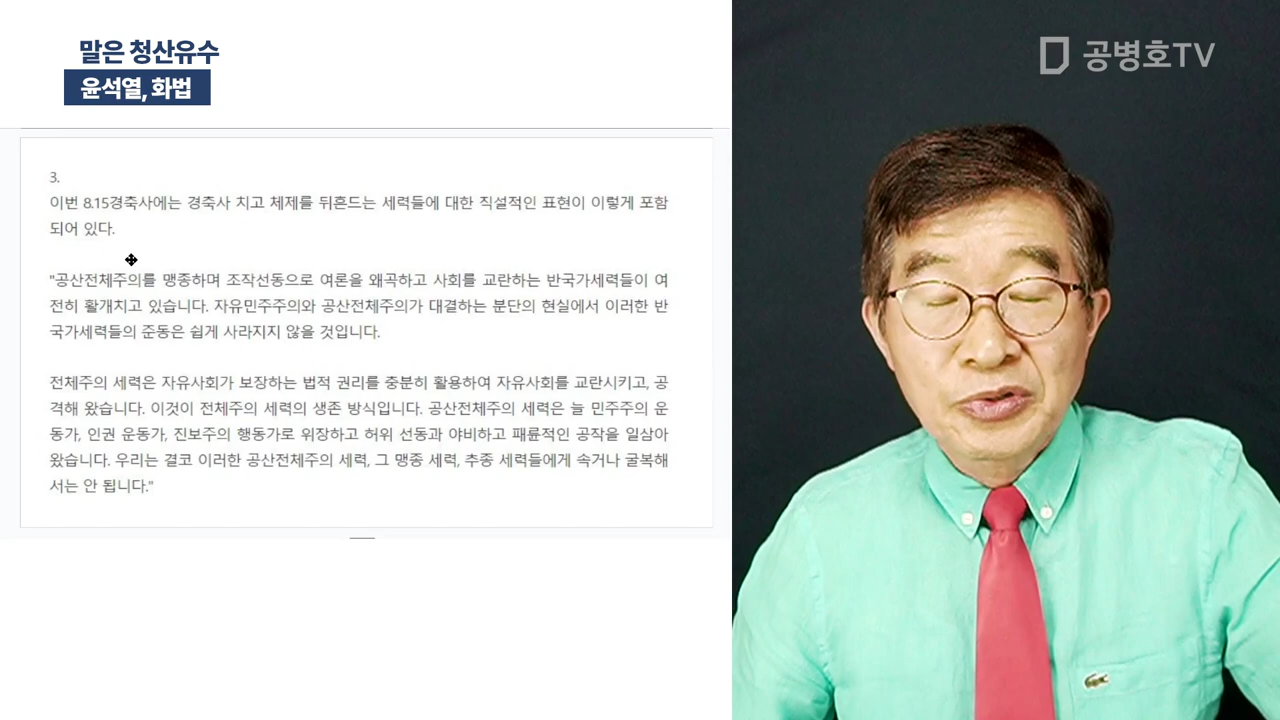 말은 청산유수
윤석열, 화법
공병호TV
3.
이번 8.15경축사에는 경축사 치고 체제를 뒤흔드는 세력들에 대한 직설적인 표현이 이렇게 포함
되어 있다.
"공산전체주의를 맹종하며 조작선동으로 여론을 왜곡하고 사회를 교란하는 반국가세력들이 여
전히 활개치고 있습니다. 자유민주주의와 공산전체주의가 대결하는 분단의 현실에서 이러한 반
국가세력들의 준동은 쉽게 사라지지 않을 것입니다.
전체주의 세력은 자유사회가 보장하는 법적 권리를 충분히 활용하여 자유사회를 교란시키고, 공
격해 왔습니다. 이것이 전체주의 세력의 생존 방식입니다. 공산전체주의 세력은 늘 민주주의 운
동가, 인권 운동가, 진보주의 행동가로 위장하고 허위 선동과 야비하고 패륜적인 공작을 일삼아
왔습니다. 우리는 결코 이러한 공산전체주의 세력, 그 맹종 세력, 추종 세력들에게 속거나 굴복해
서는 안 됩니다."